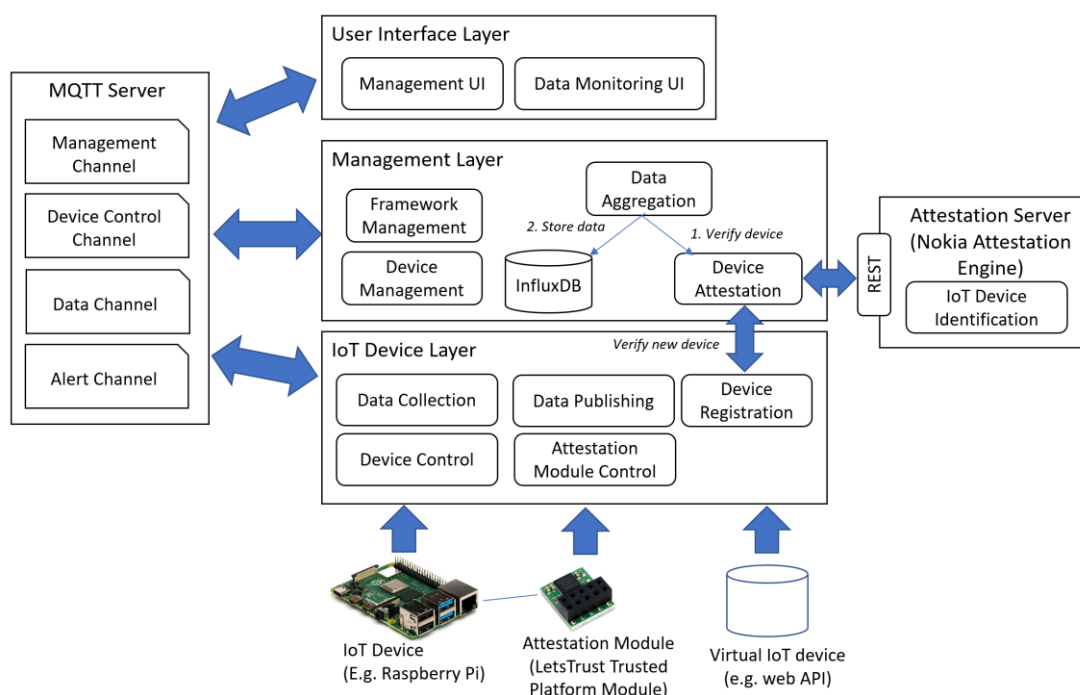 User Interface Layer
Management UI
Data Monitoring UI
MQTT Server
Management
Channel
Device Control
Channel
Data Channel
Alert Channel
Management Layer
Framework
Management
Device
Management
Data
Aggregation
2. Store data
1. Verify device
InfluxDB
Device
Attestation
REST
Attestation Server
(Nokia Attestation
Engine)
IoT Device
Identification
Verify new device
IoT Device Layer
Data Collection
Data Publishing
Device
Registration
Device Control
Attestation
Module Control
IoT Device
(E.g. Raspberry Pi)
Attestation Module
(LetsTrust Trusted
Platform Module)
Virtual IoT device
(e.g. web API)